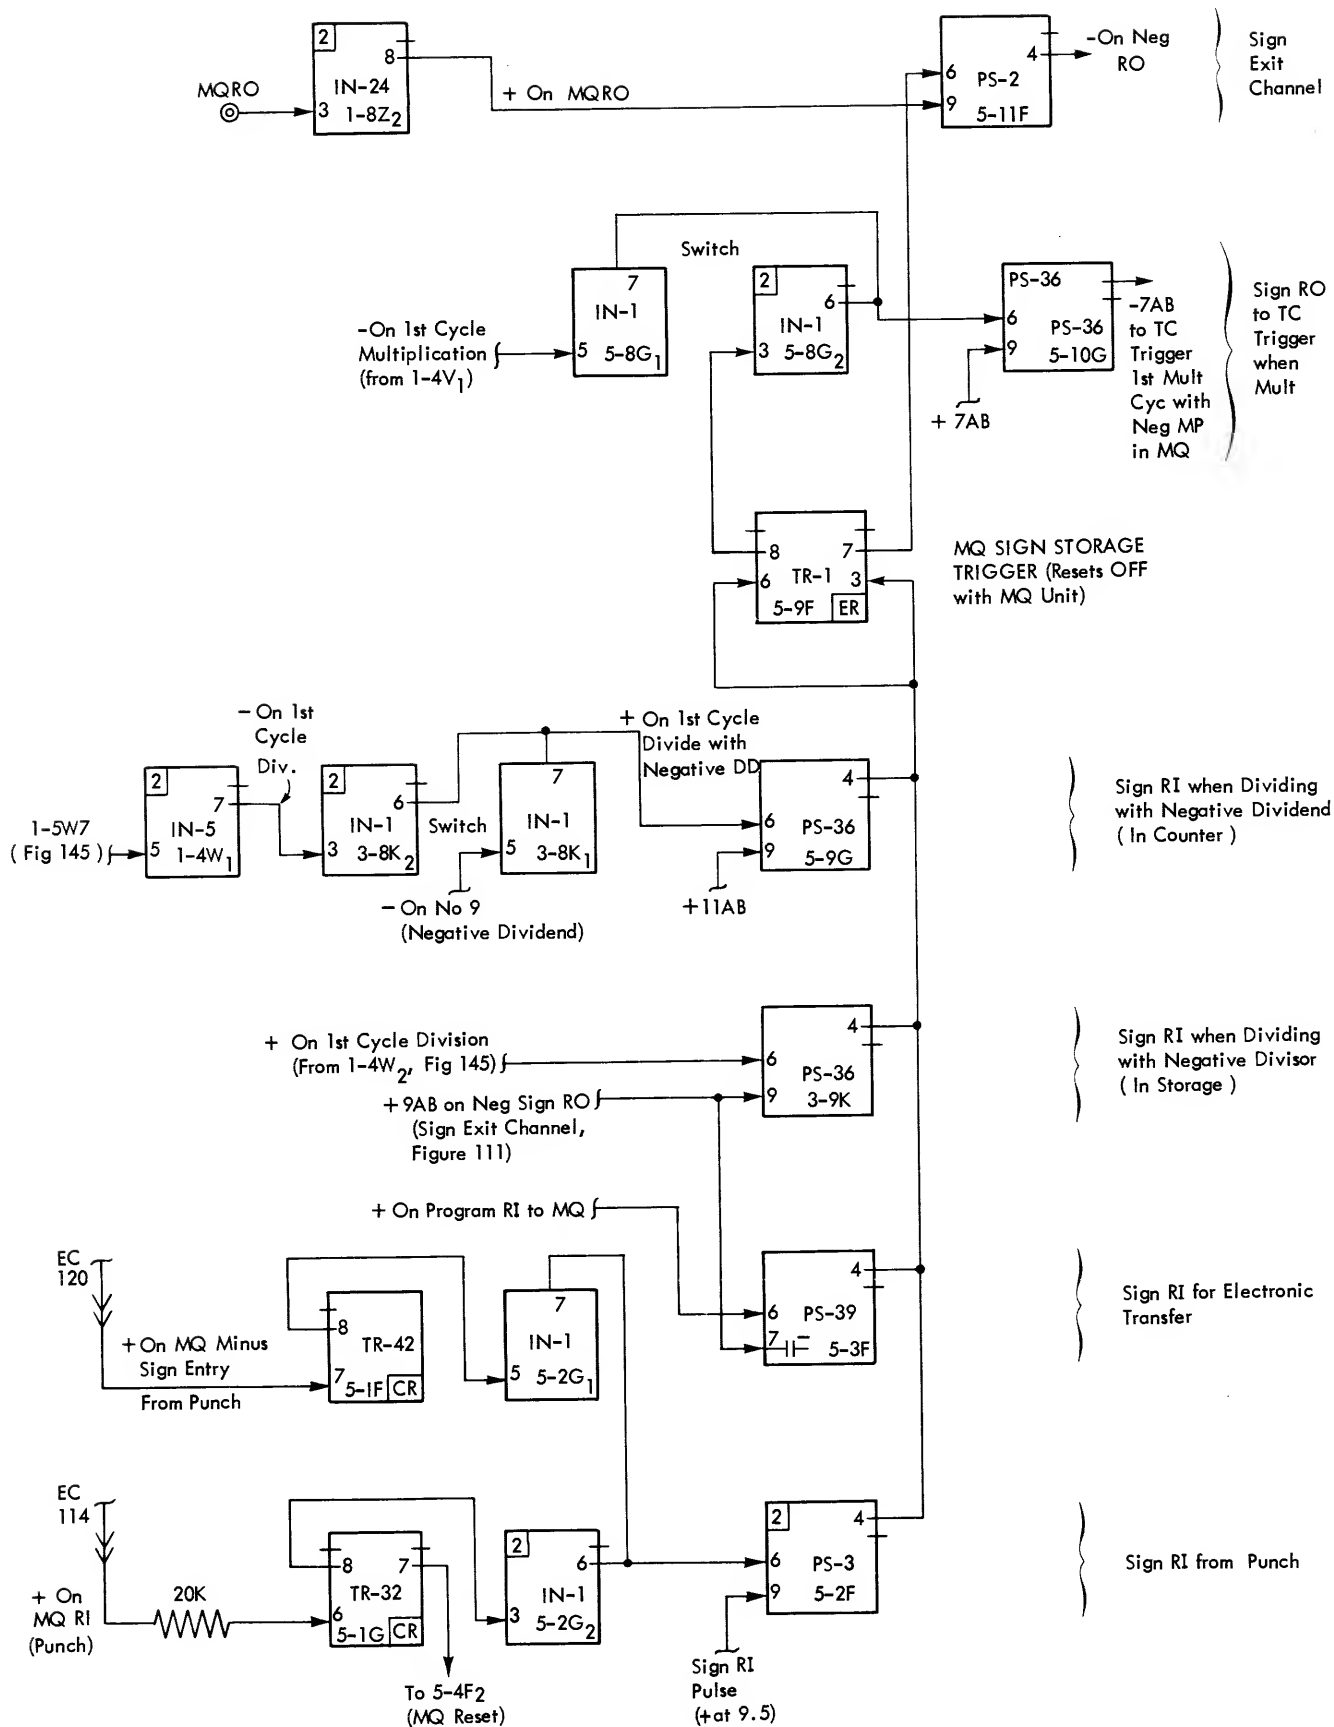 2
8
IN-24
3 1-8Z2
MQRO
+ On MQRO
4
6
PS-2
9
5-11F
-On Neg
RO
Sign
Exit
Channel
Switch
7
IN-1
5 5-8G1
-On 1st Cycle
Multiplication
(from 1-4V1)
2
6
IN-1
3 5-8G2
PS-36
6
PS-36
9
5-10G
+ 7AB
-7AB
to TC
Trigger
1st Mult
Cyc with
Neg MP
in MQ
Sign RO
to TC
Trigger
when
Mult
8 7
6 TR-1 3
5-9F ER
MQ SIGN STORAGE
TRIGGER (Resets OFF
with MQ Unit)
- On 1st
Cycle
Div.
+ On 1st Cycle
Divide with
Negative DD
1-5W7
( Fig 145 )
2
7
IN-5
5 1-4W1
2
6
IN-1
3 3-8K2
Switch
7
IN-1
5 3-8K1
- On No 9
(Negative Dividend)
4
6
PS-36
9
5-9G
+11AB
Sign RI when Dividing
with Negative Dividend
( In Counter )
+ On 1st Cycle Division
(From 1-4W2, Fig 145)
+9AB on Neg Sign RO
(Sign Exit Channel,
Figure 111)
4
6
PS-36
9 3-9K
Sign RI when Dividing
with Negative Divisor
( In Storage )
+ On Program RI to MQ
4
6 PS-39
7 -
5-3F
Sign RI for Electronic
Transfer
EC
120
+On MQ Minus
Sign Entry
From Punch
8
TR-42
7
5-1F CR
7
IN-1
5 5-2G1
EC
114
+ On
MQ RI
(Punch)
20K
8 7
TR-32
6
5-1G CR
To 5-4F2
(MQ Reset)
2
6
IN-1
3 5-2G2
2
4
6 PS-3
9 5-2F
Sign RI
Pulse
(+at 9.5)
Sign RI from Punch